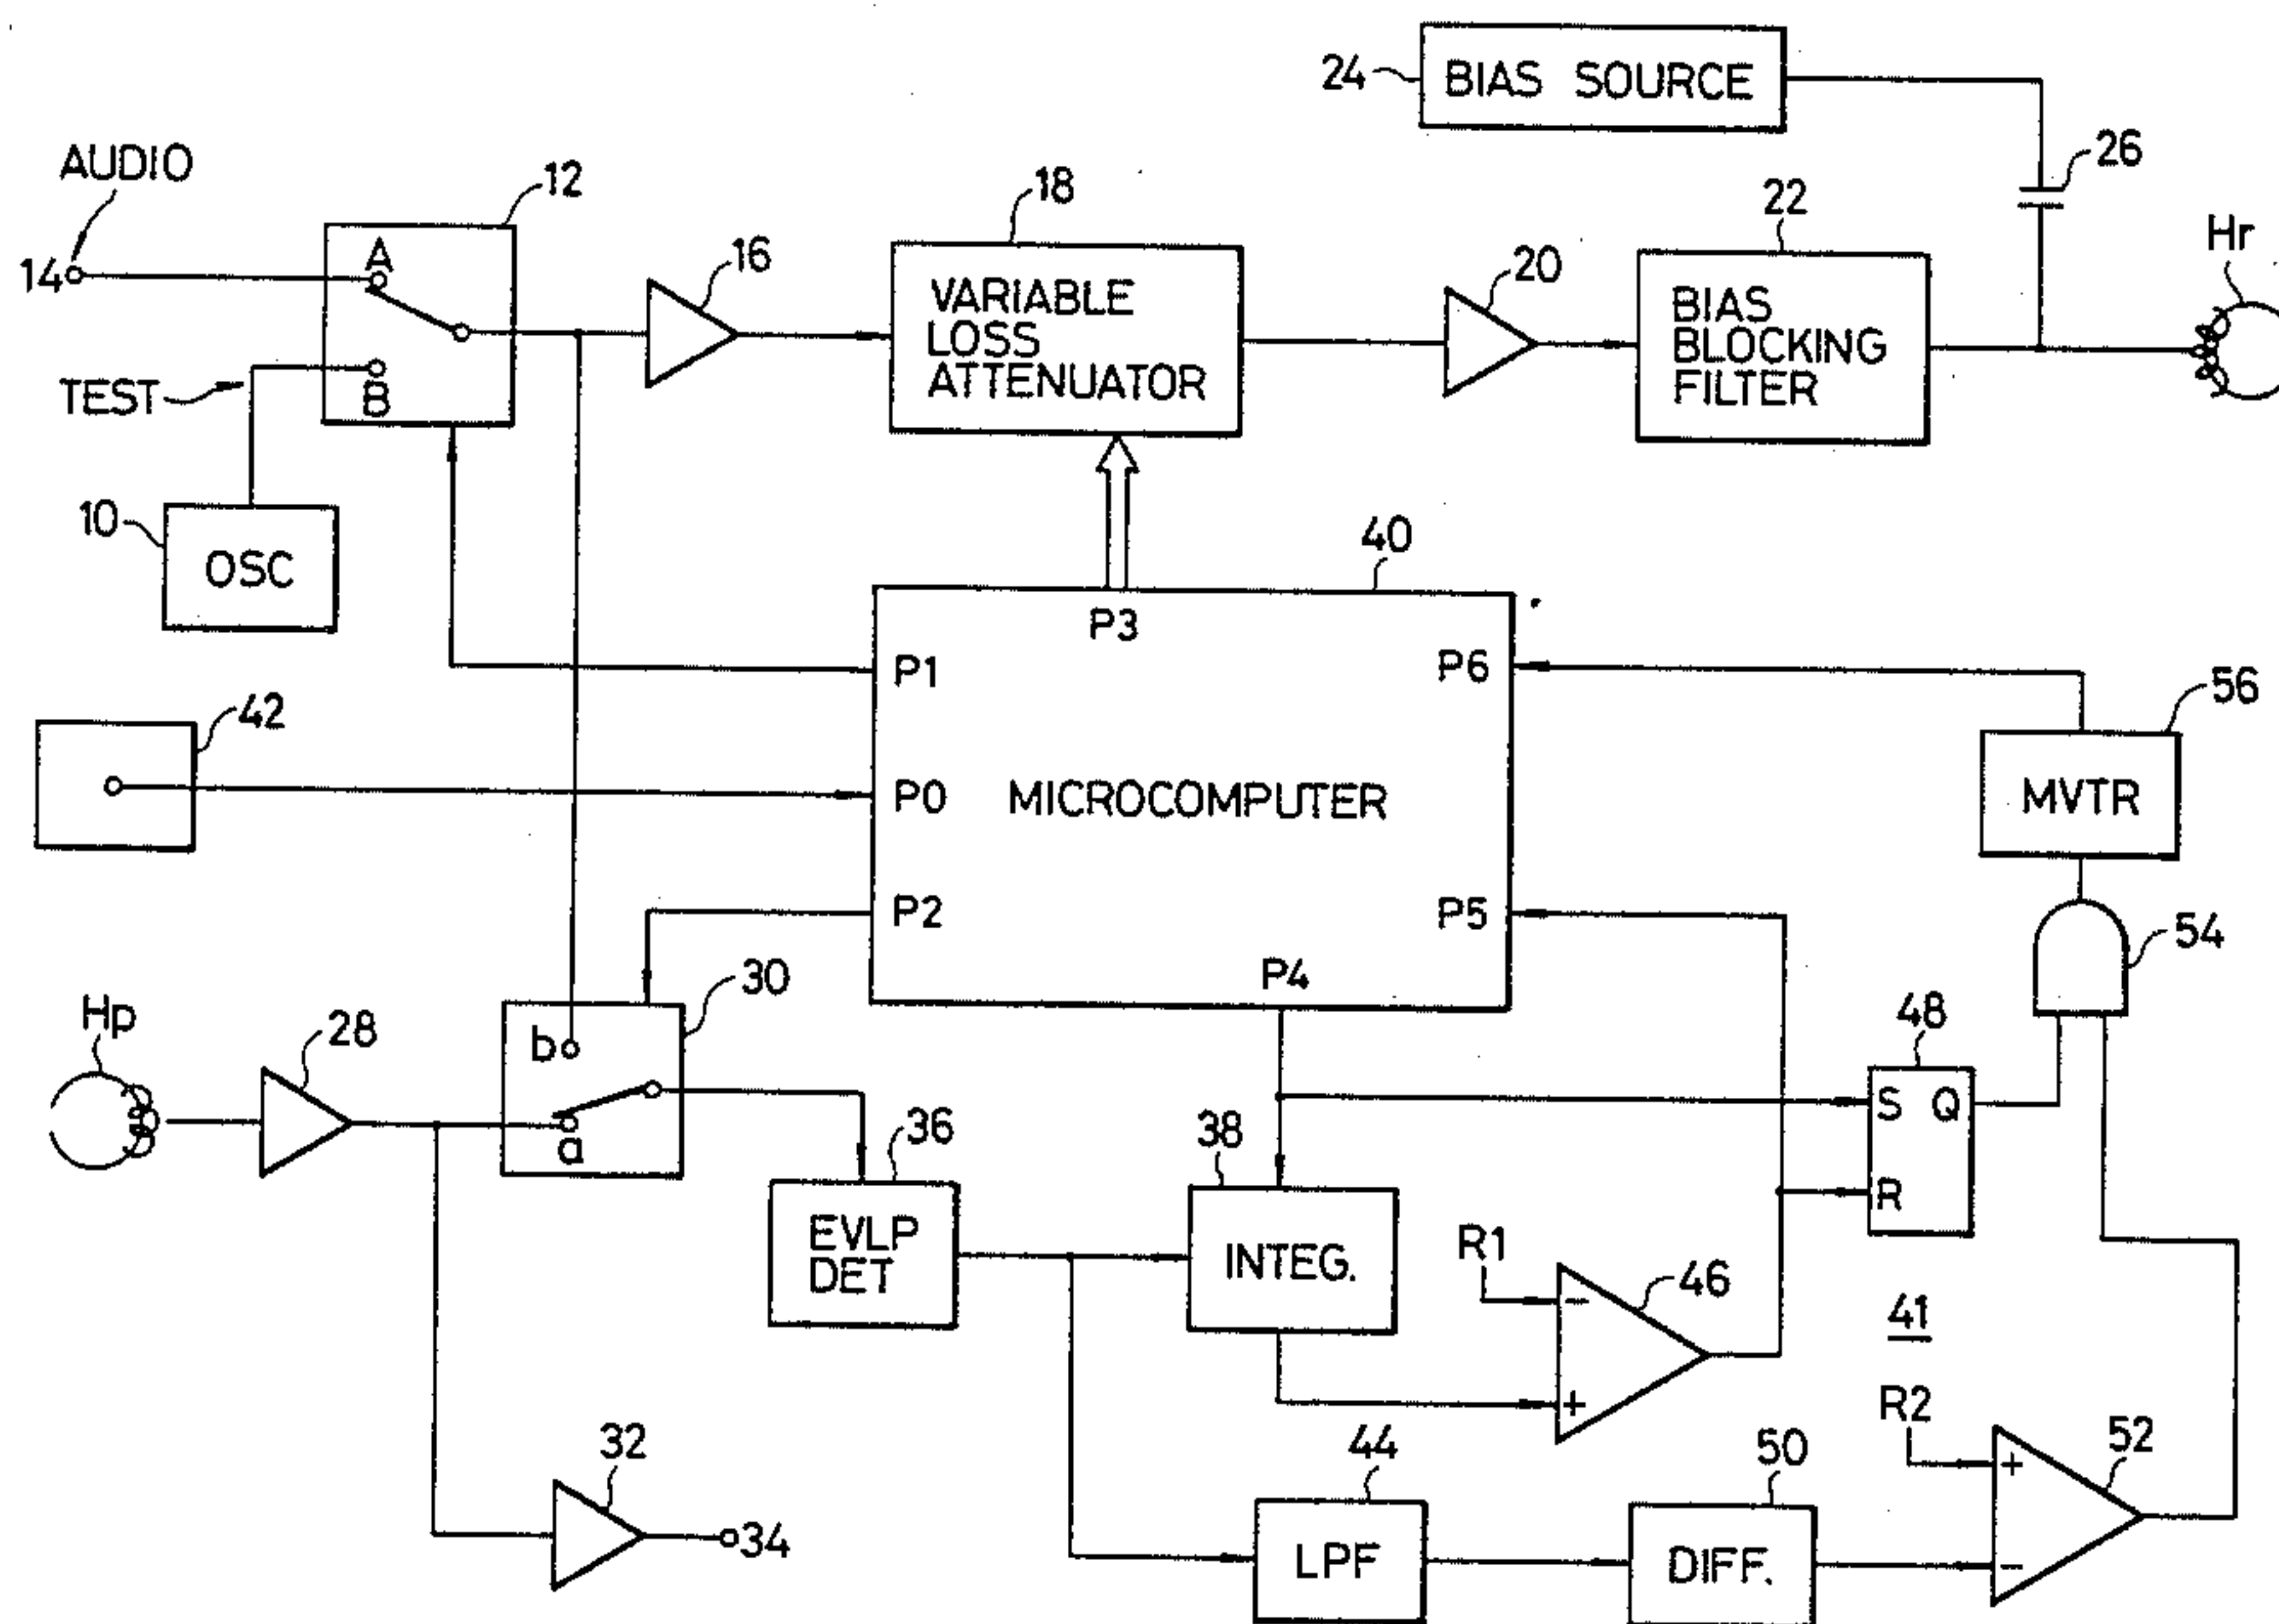 24 BIAS SOURCE
26
AUDIO
12
18
22
Hr
14
A
16
VARIABLE
LOSS
ATTENUATOR
20
BIAS
BLOCKING
FILTER
TEST
B
10
OSC
40
P3
P1
P6
56
42
MVTR
P0
MICROCOMPUTER
P2
P5
54
P4
30
Hp
28
b
48
a
S Q
36
38
R
EVLP
DET
INTEG.
R1
-
46
41
+
R2
52
32
44
50
+
34
LPF
DIFF.
-